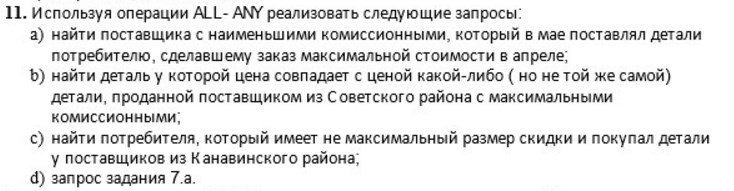 11. Используя операции ALL- ANY реализовать следующие запросы:
a) найти поставщика с наименьшими комиссионными, который в мае поставлял детали
потребителю, сделавшему заказ максимальной стоимости в апреле;
b) найти деталь у которой цена совпадает с ценой какой-либо ( но не той же самой)
детали, проданной поставщиком из Советского района с максимальными
комиссионными;
c) найти потребителя, который имеет не максимальный размер скидки и покупал детали
у поставщиков из Канавинского района;
d) запрос задания 7.а.